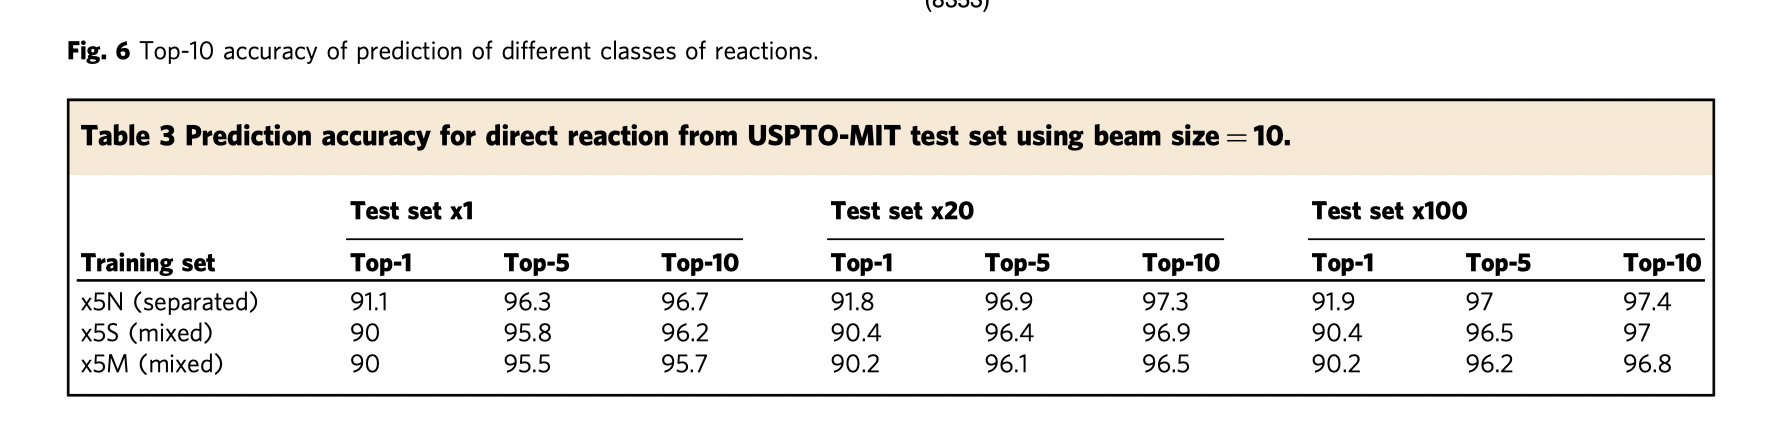 Fig. 6 Top-10 accuracy of prediction of different classes of reactions.
Table 3 Prediction accuracy for direct reaction from USPTO-MIT test set using beam size = 10.
Test set x1 Test set x20 Test set x100
Training set Top-1 Top-5 Top-10 Top-1 Top-5 Top-10 Top-1 Top-5 Top-10
x5N (separated) 91.1 96.3 96.7 91.8 96.9 97.3 91.9 97 97.4
x5S (mixed) 90 95.8 96.2 90.4 96.4 96.9 90.4 96.5 97
x5M (mixed) 90 95.5 95.7 90.2 96.1 96.5 90.2 96.2 96.8